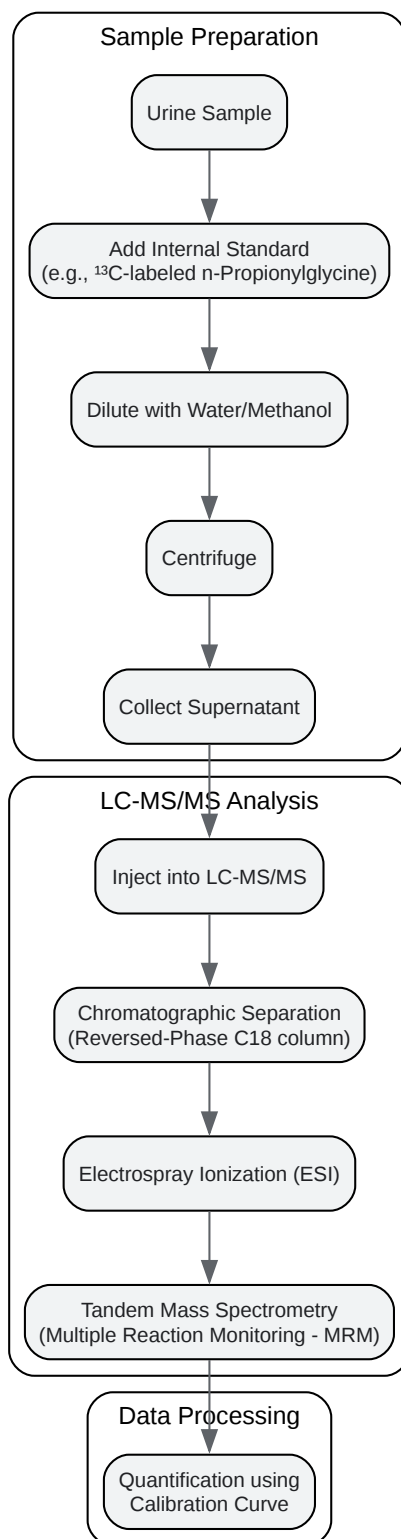 Sample Preparation
Urine Sample
Add Internal Standard
(e.g., ¹³C-labeled n-Propionylglycine)
Dilute with Water/Methanol
Centrifuge
Collect Supernatant
LC-MS/MS Analysis
Inject into LC-MS/MS
Chromatographic Separation
(Reversed-Phase C18 column)
Electrospray Ionization (ESI)
Tandem Mass Spectrometry
(Multiple Reaction Monitoring - MRM)
Data Processing
Quantification using
Calibration Curve